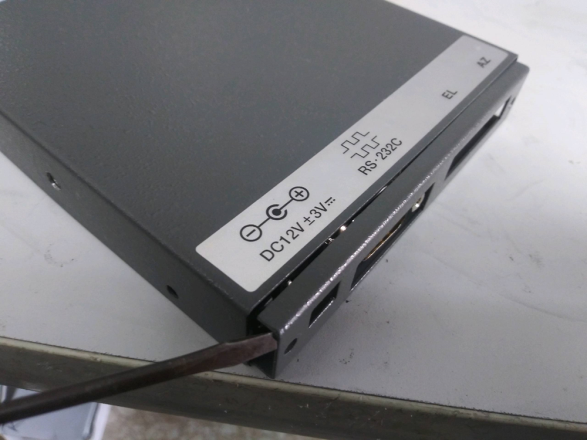 DC12V±3V⎓
RS-232C
EL
AZ